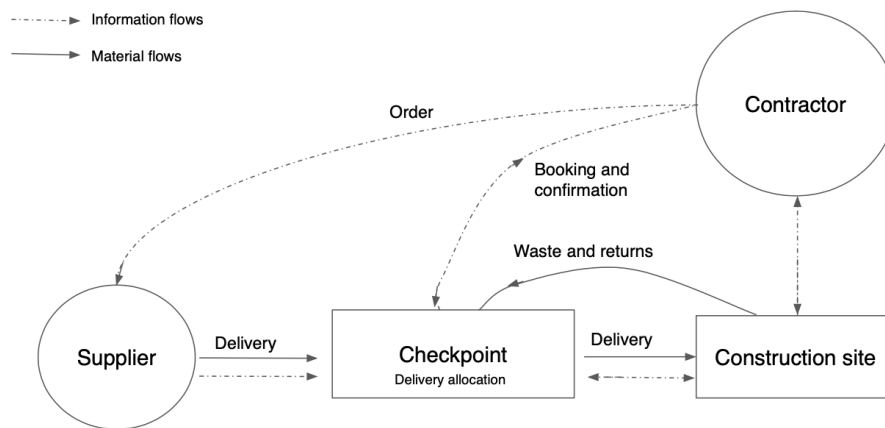 Information flows
Material flows
Contractor
Order
Booking and
confirmation
Waste and returns
Supplier
Delivery
Checkpoint
Delivery allocation
Delivery
Construction site